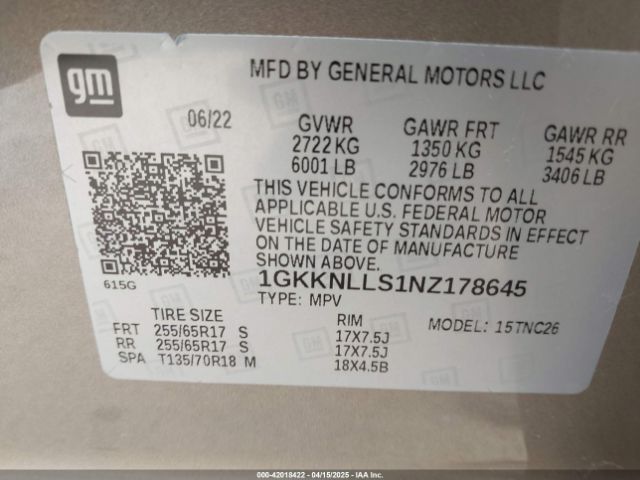 gm
MFD BY GENERAL MOTORS LLC
06/22
GVWR GAWR FRT GAWR RR
2722 KG 1350 KG 1545 KG
6001 LB 2976 LB 3406 LB
THIS VEHICLE CONFORMS TO ALL
APPLICABLE U.S. FEDERAL MOTOR
VEHICLE SAFETY STANDARDS IN EFFECT
ON THE DATE OF MANUFACTURE
SHOWN ABOVE.
615G
1GKKNLLS1NZ178645
TYPE: MPV
TIRE SIZE RIM MODEL: 15TNC26
FRT 255/65R17 S 17X7.5J
RR 255/65R17 S 17X7.5J
SPA T135/70R18 M 18X4.5B
000-42018422 - 04/15/2025 - IAA Inc.